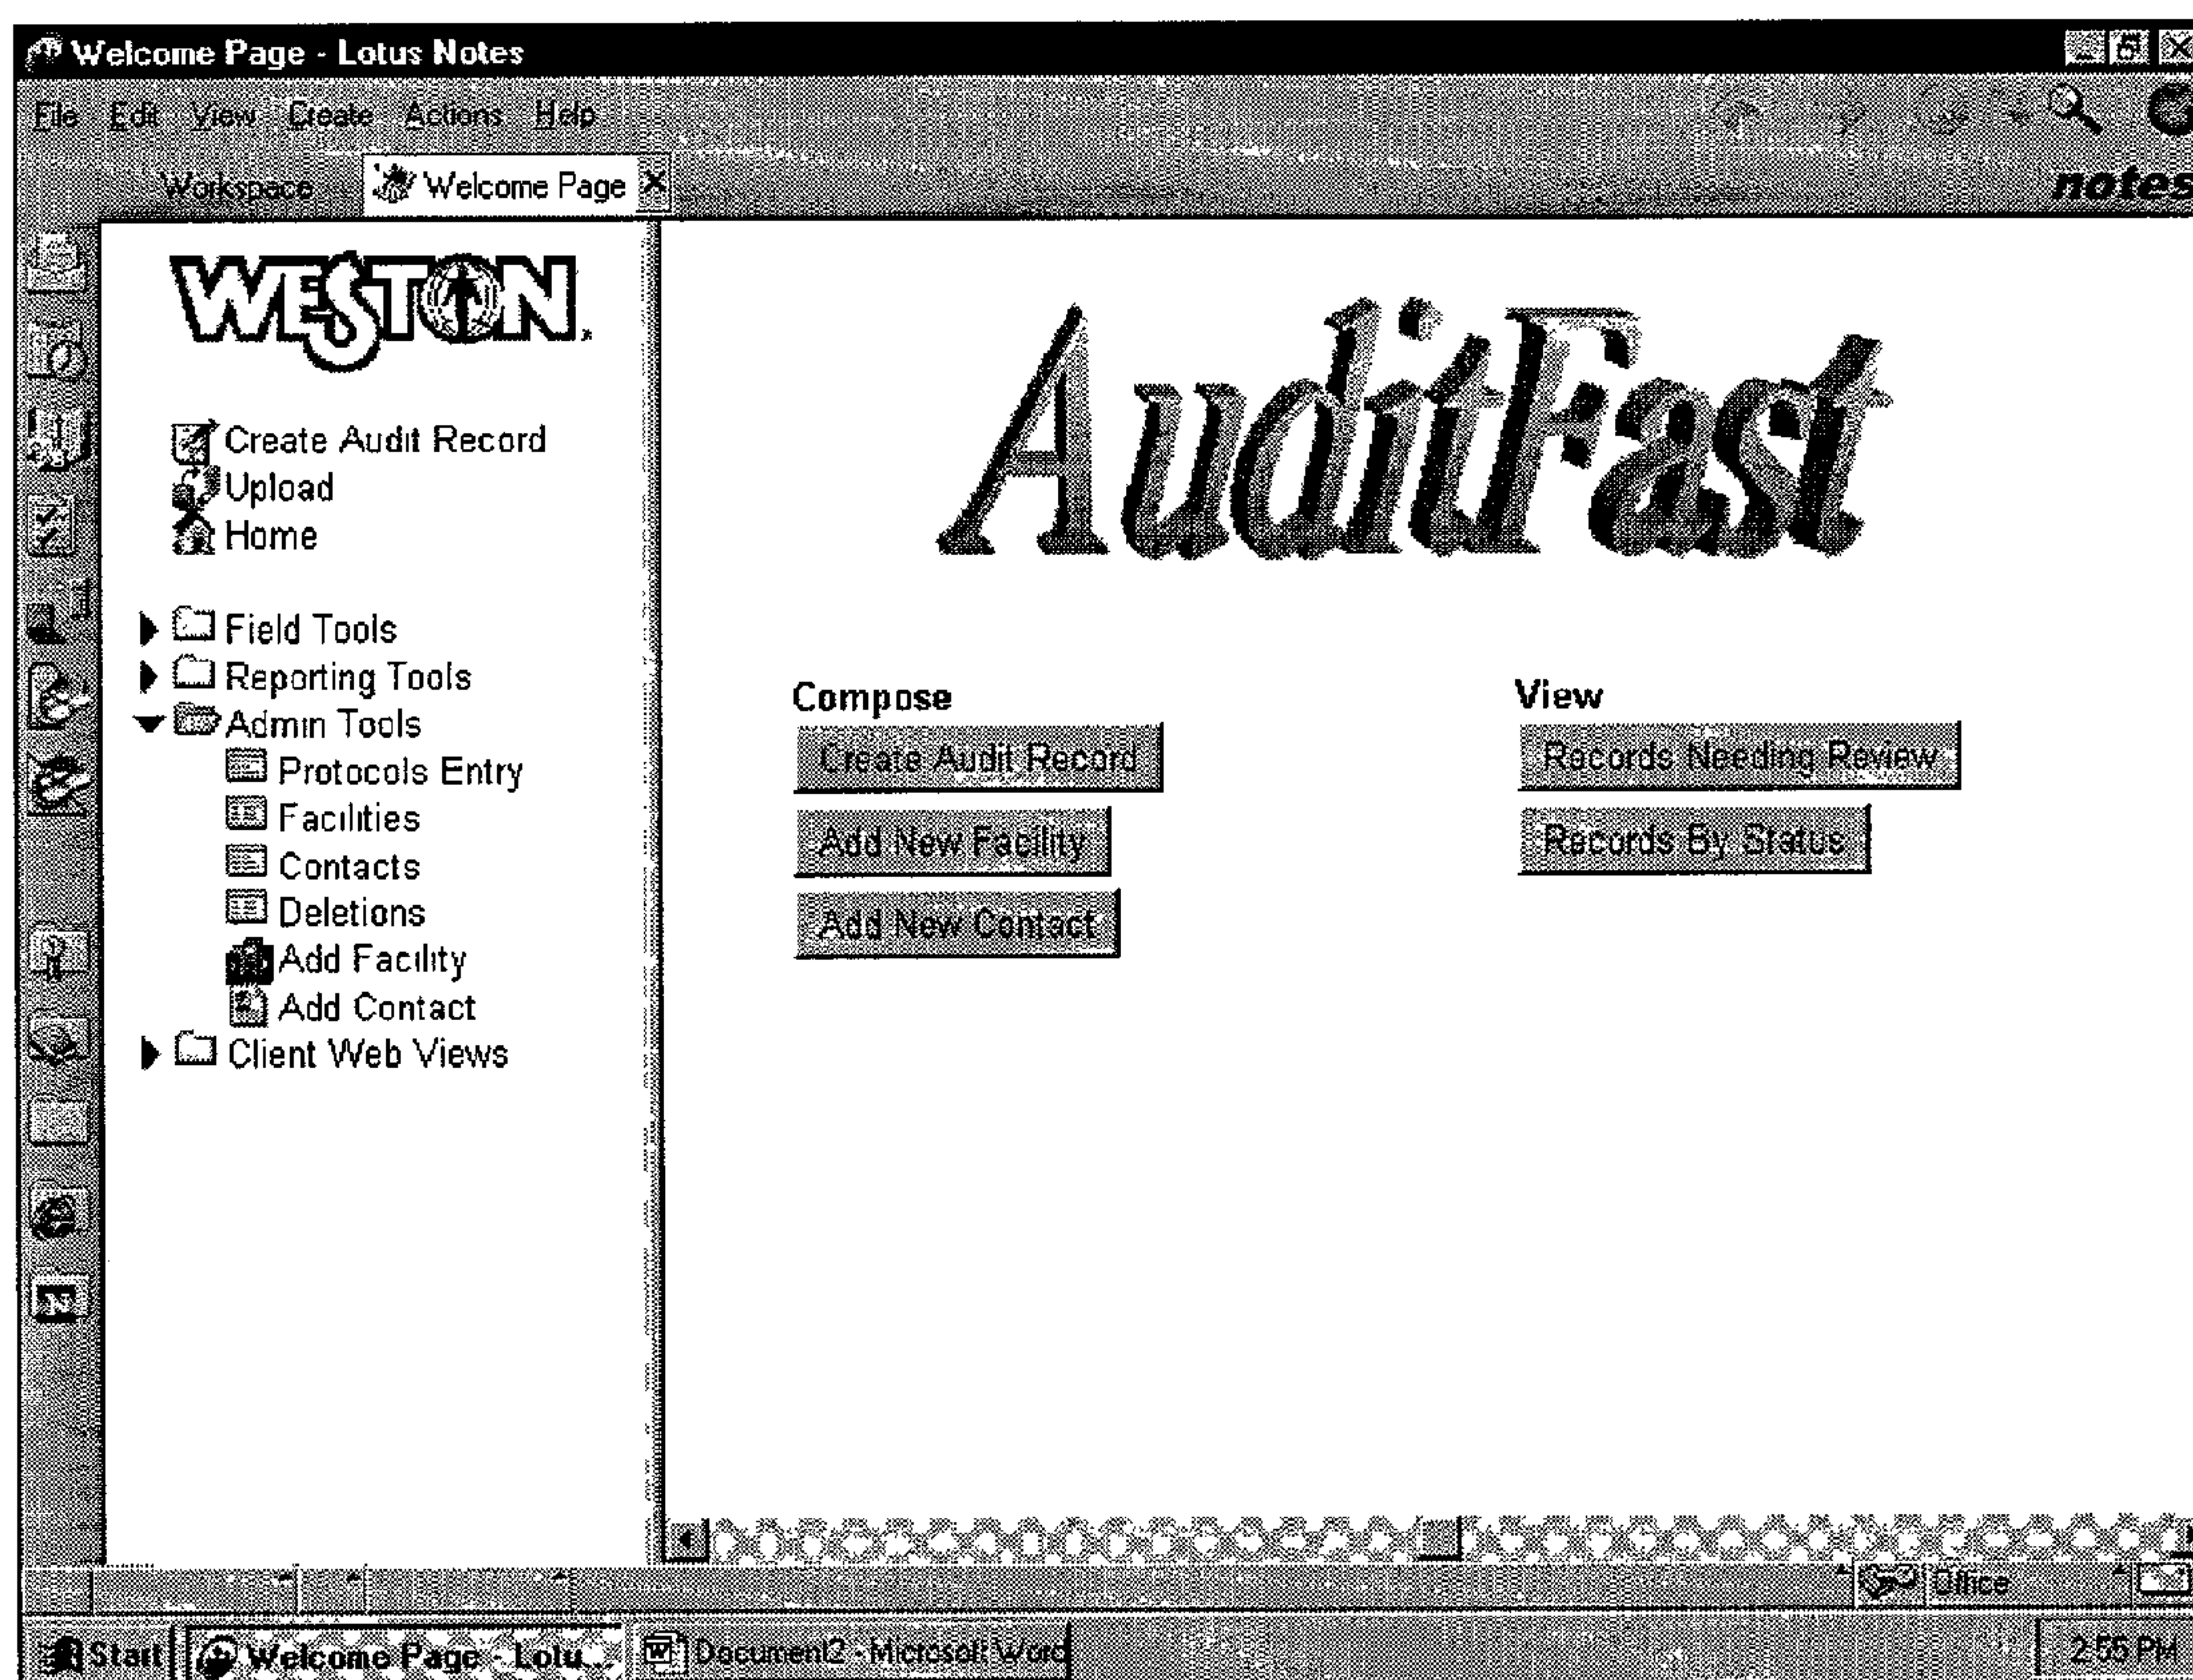 Welcome Page - Lotus Notes
File Edit View Create Actions Help
Workspace Welcome Page
notes
WESTON
Create Audit Record
Upload
Home
Field Tools
Reporting Tools
Admin Tools
Protocols Entry
Facilities
Contacts
Deletions
Add Facility
Add Contact
Client Web Views
AuditFast
Compose
Create Audit Record
Add New Facility
Add New Contact
View
Records Needing Review
Records By Status
Office
Start Welcome Page - Lotu... Document2 - Microsoft Word 2:55 PM